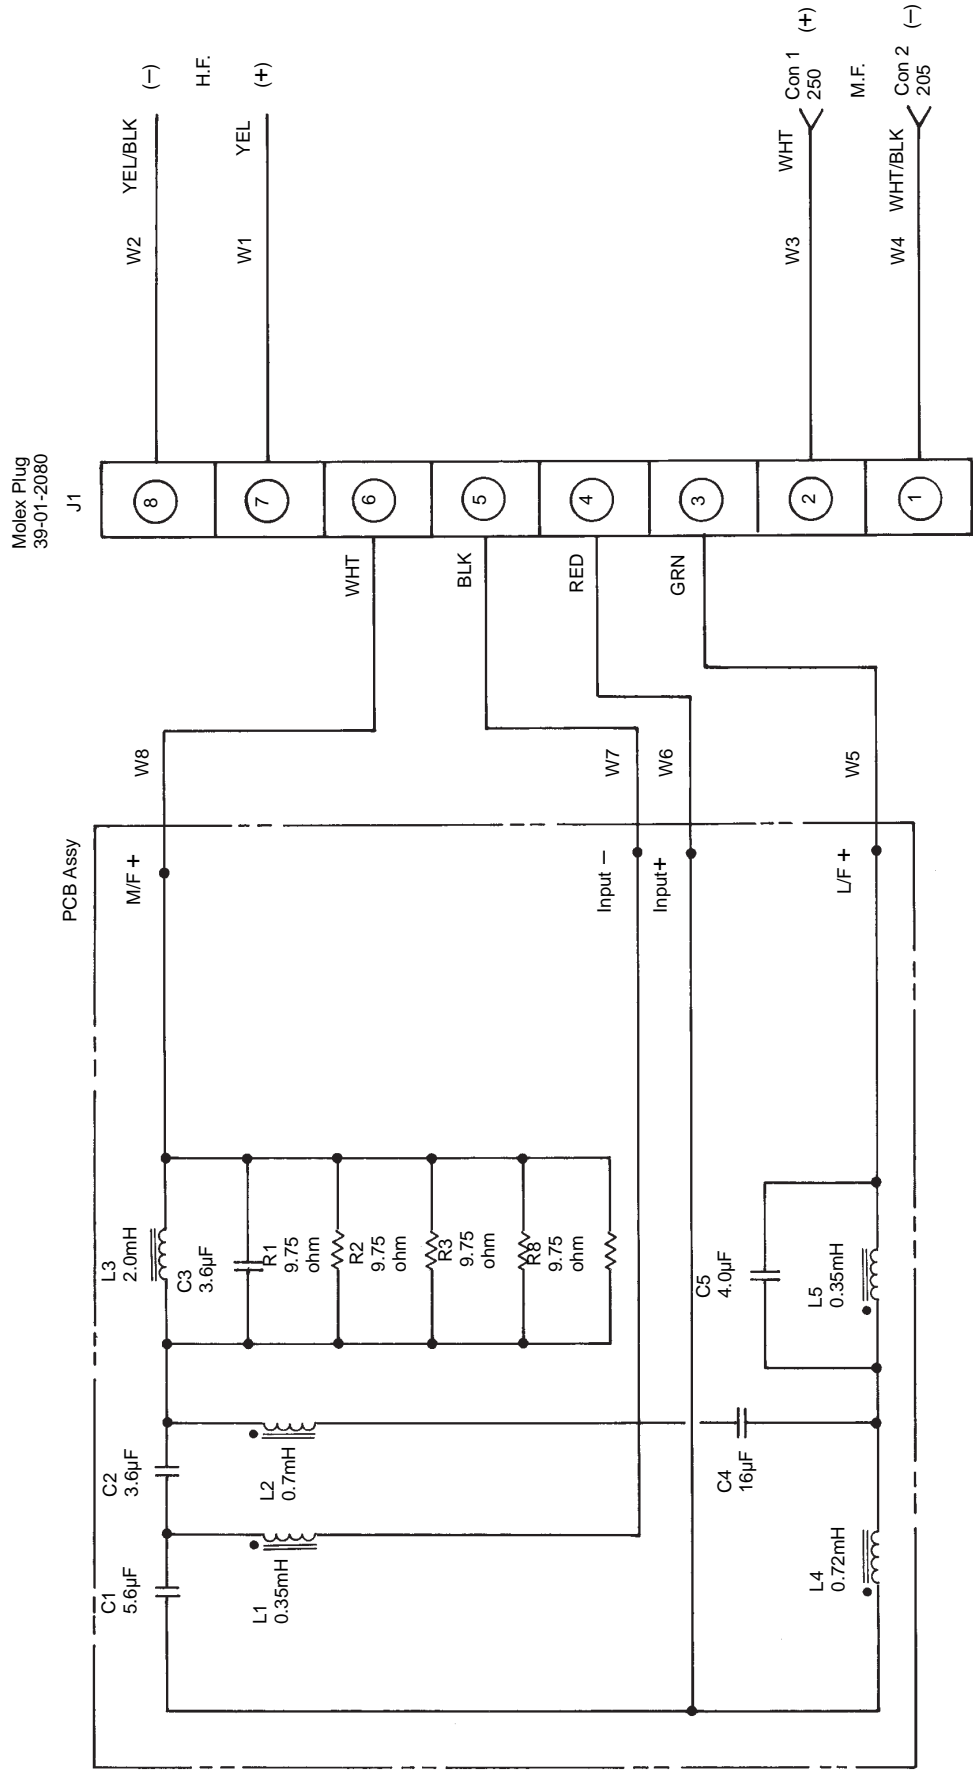 Molex Plug
39-01-2080
J1
8
7
6
5
4
3
2
1
W2
YEL/BLK
(−)
H.F.
W1
YEL
(+)
W3
WHT
Con 1
250
(+)
M.F.
W4
WHT/BLK
Con 2
205
(−)
WHT
BLK
RED
GRN
W8
W7
W6
W5
PCB Assy
M/F +
Input −
Input+
L/F +
L3
2.0mH
C3
3.6µF
R1
9.75
ohm
R2
9.75
ohm
R3
9.75
ohm
R8
9.75
ohm
C5
4.0µF
L5
0.35mH
C2
3.6µF
L2
0.7mH
C4
16µF
C1
5.6µF
L1
0.35mH
L4
0.72mH